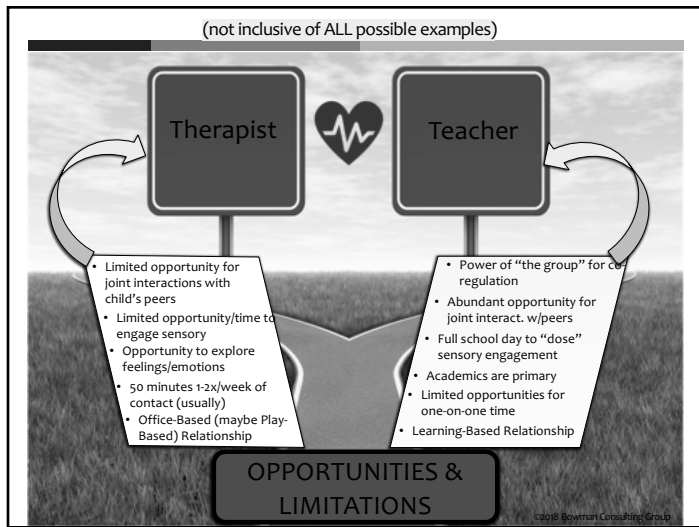 (not inclusive of ALL possible examples)
Therapist
Teacher
• Limited opportunity for
joint interactions with
child's peers
• Limited opportunity/time to
engage sensory
• Opportunity to explore
feelings/emotions
• 50 minutes 1-2x/week of
contact (usually)
• Office-Based (maybe Play-
Based) Relationship
• Power of “the group” for co-
regulation
• Abundant opportunity for
joint interact. w/peers
• Full school day to “dose”
sensory engagement
• Academics are primary
• Limited opportunities for
one-on-one time
• Learning-Based Relationship
OPPORTUNITIES &
LIMITATIONS
©2018 Bowman Consulting Group